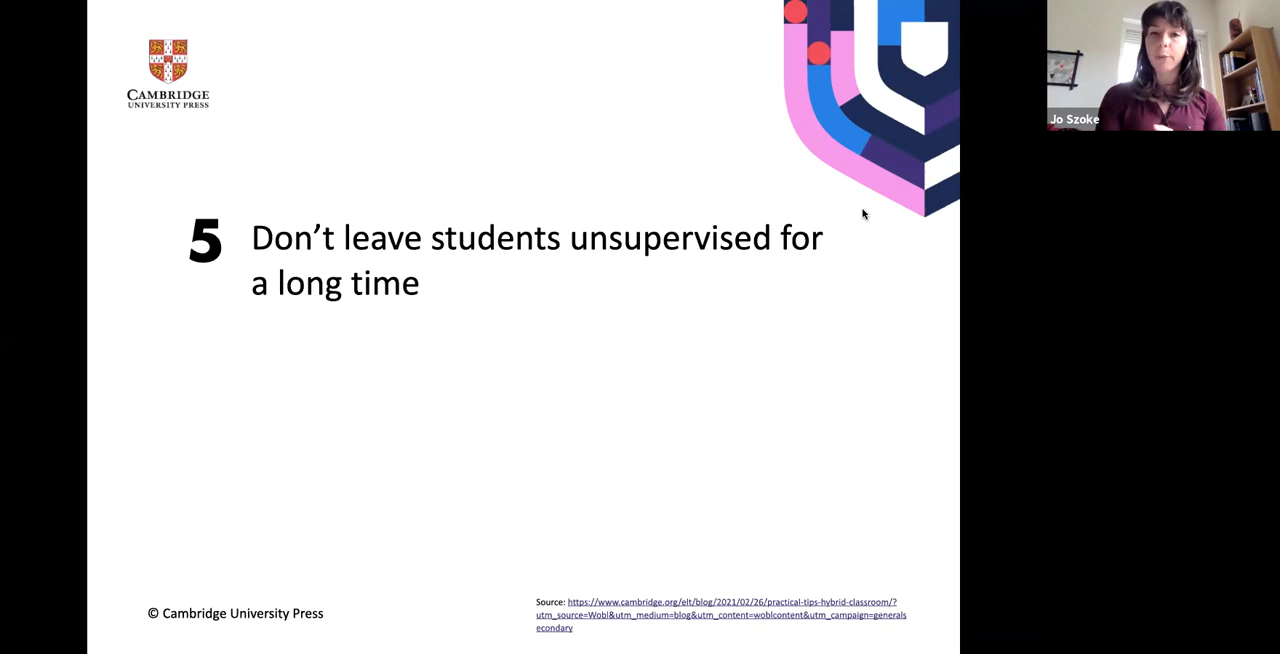 CAMBRIDGE
UNIVERSITY PRESS
Jo Szoke
5 Don’t leave students unsupervised for
a long time
© Cambridge University Press
Source: https://www.cambridge.org/elt/blog/2021/02/26/practical-tips-hybrid-classroom/?
utm_source=Wobl&utm_medium=blog&utm_content=woblcontent&utm_campaign=generals
econdary